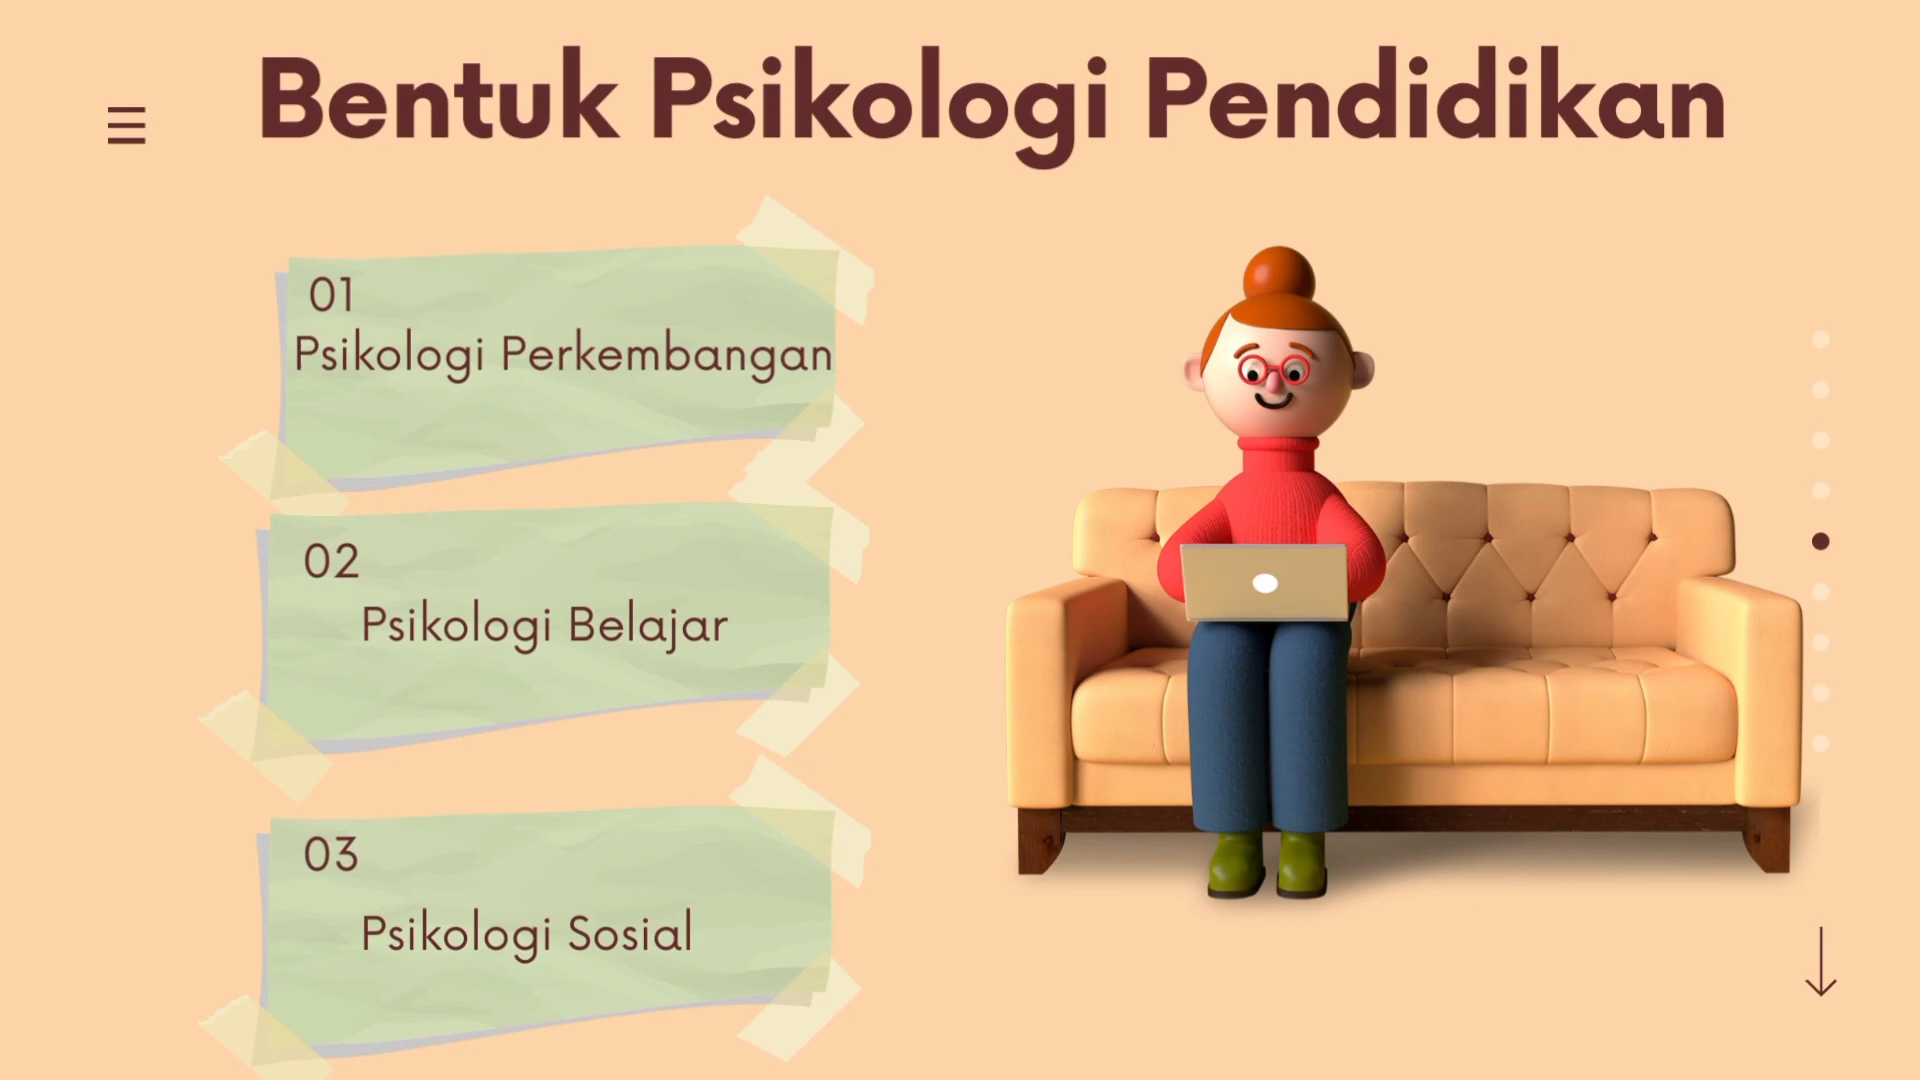 Bentuk Psikologi Pendidikan
01
Psikologi Perkembangan
02
Psikologi Belajar
03
Psikologi Sosial